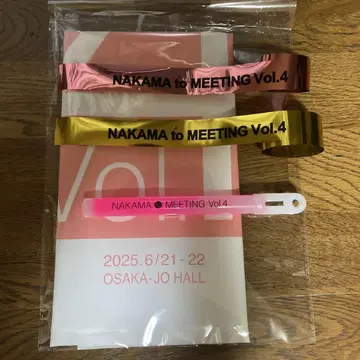 NAKAMA to MEETING Vol.4
NAKAMA to MEETING Vol.4
Vol.
NAKAMA to MEETING Vol.4
2025.6/21-22
OSAKA-JO HALL